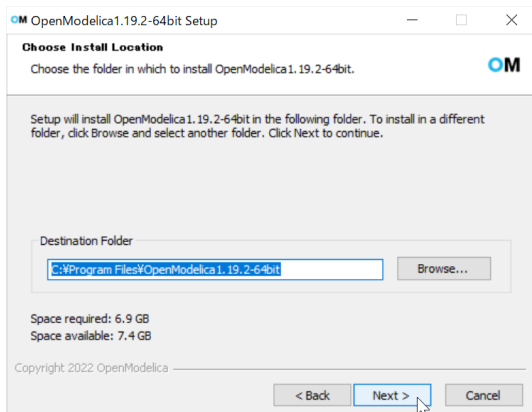 OM OpenModelica1.19.2-64bit Setup
Choose Install Location
Choose the folder in which to install OpenModelica1.19.2-64bit.
OM
Setup will install OpenModelica1.19.2-64bit in the following folder. To install in a different
folder, click Browse and select another folder. Click Next to continue.
Destination Folder
C:¥Program Files¥OpenModelica1.19.2-64bit
Browse...
Space required: 6.9 GB
Space available: 7.4 GB
Copyright 2022 OpenModelica
< Back Next > Cancel